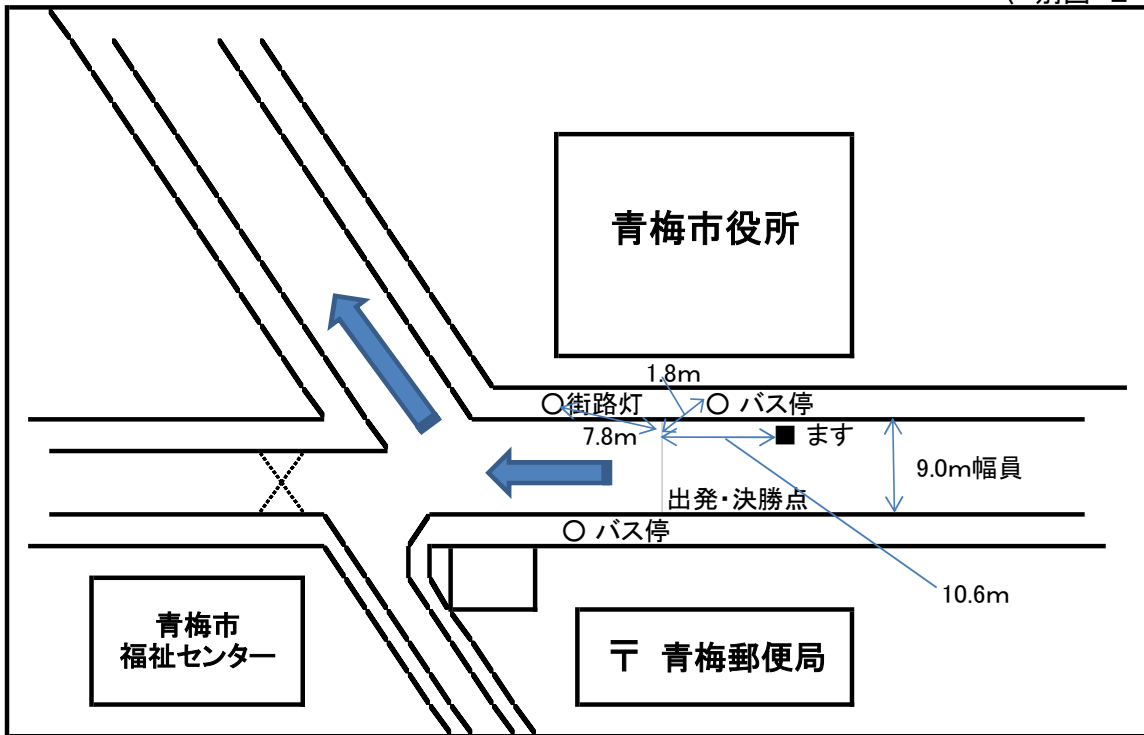 青梅市役所
1.8m
街路灯
バス停
7.8m
ます
9.0m幅員
出発・決勝点
バス停
10.6m
青梅市
福祉センター
〒 青梅郵便局